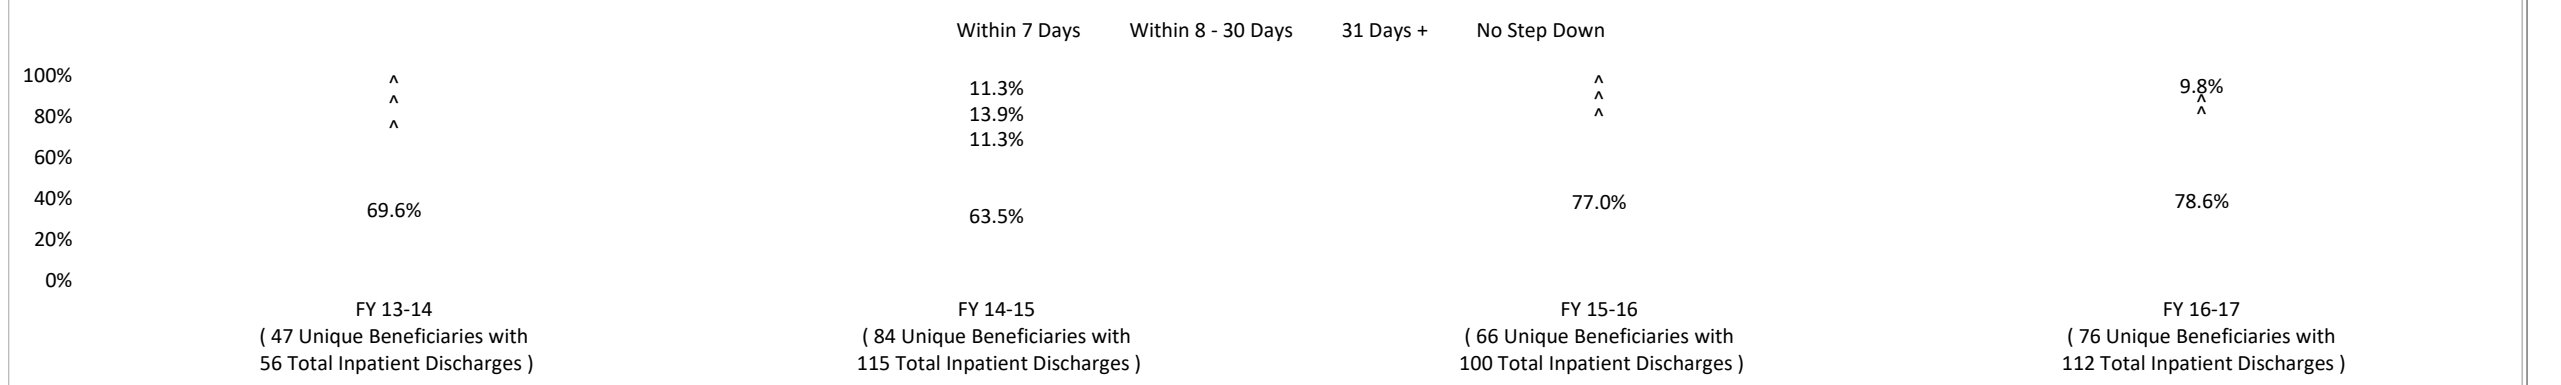 Within 7 Days Within 8 - 30 Days 31 Days + No Step Down
100%
80%
60%
40%
20%
0%
^
^
^
69.6%
11.3%
13.9%
11.3%
63.5%
^
^
^
77.0%
9.8%
^
^
78.6%
FY 13-14
( 47 Unique Beneficiaries with
56 Total Inpatient Discharges )
FY 14-15
( 84 Unique Beneficiaries with
115 Total Inpatient Discharges )
FY 15-16
( 66 Unique Beneficiaries with
100 Total Inpatient Discharges )
FY 16-17
( 76 Unique Beneficiaries with
112 Total Inpatient Discharges )